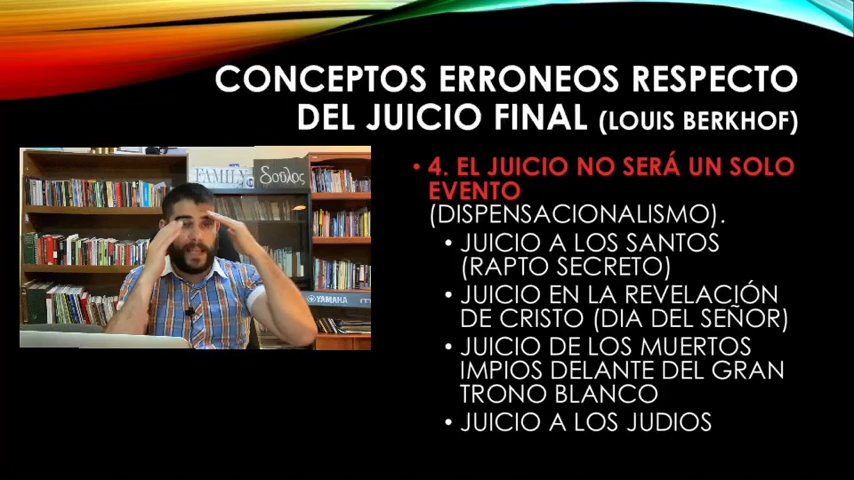 CONCEPTOS ERRONEOS RESPECTO
DEL JUICIO FINAL (LOUIS BERKHOF)
FAMILY
δοῦλος
YAMAHA
• 4. EL JUICIO NO SERÁ UN SOLO
EVENTO
(DISPENSACIONALISMO).
• JUICIO A LOS SANTOS
(RAPTO SECRETO)
• JUICIO EN LA REVELACIÓN
DE CRISTO (DIA DEL SEÑOR)
• JUICIO DE LOS MUERTOS
IMPIOS DELANTE DEL GRAN
TRONO BLANCO
• JUICIO A LOS JUDIOS